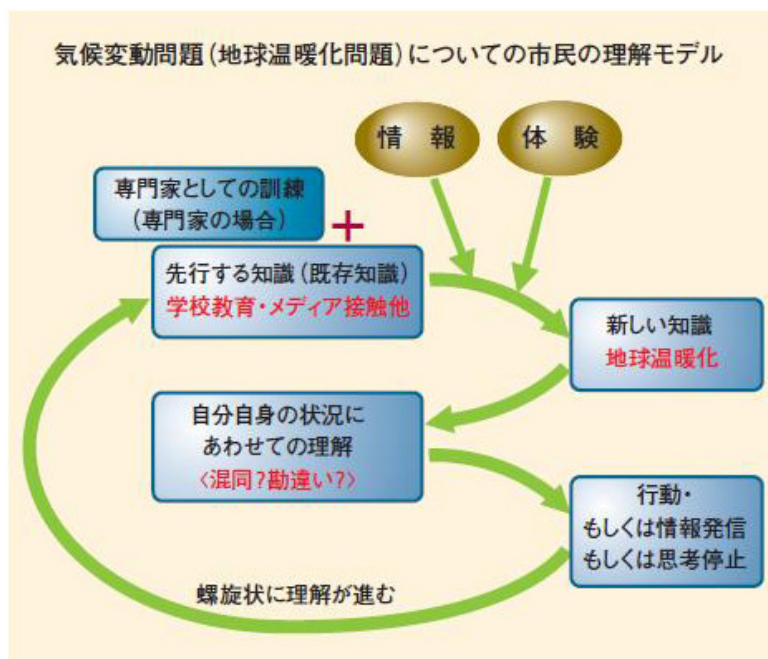 気候変動問題(地球温暖化問題)についての市民の理解モデル
情 報
体 験
専門家としての訓練
(専門家の場合)
+
先行する知識(既存知識)
学校教育・メディア接触他
新しい知識
地球温暖化
自分自身の状況に
あわせての理解
〈混同?勘違い?〉
行動・
もしくは情報発信
もしくは思考停止
螺旋状に理解が進む